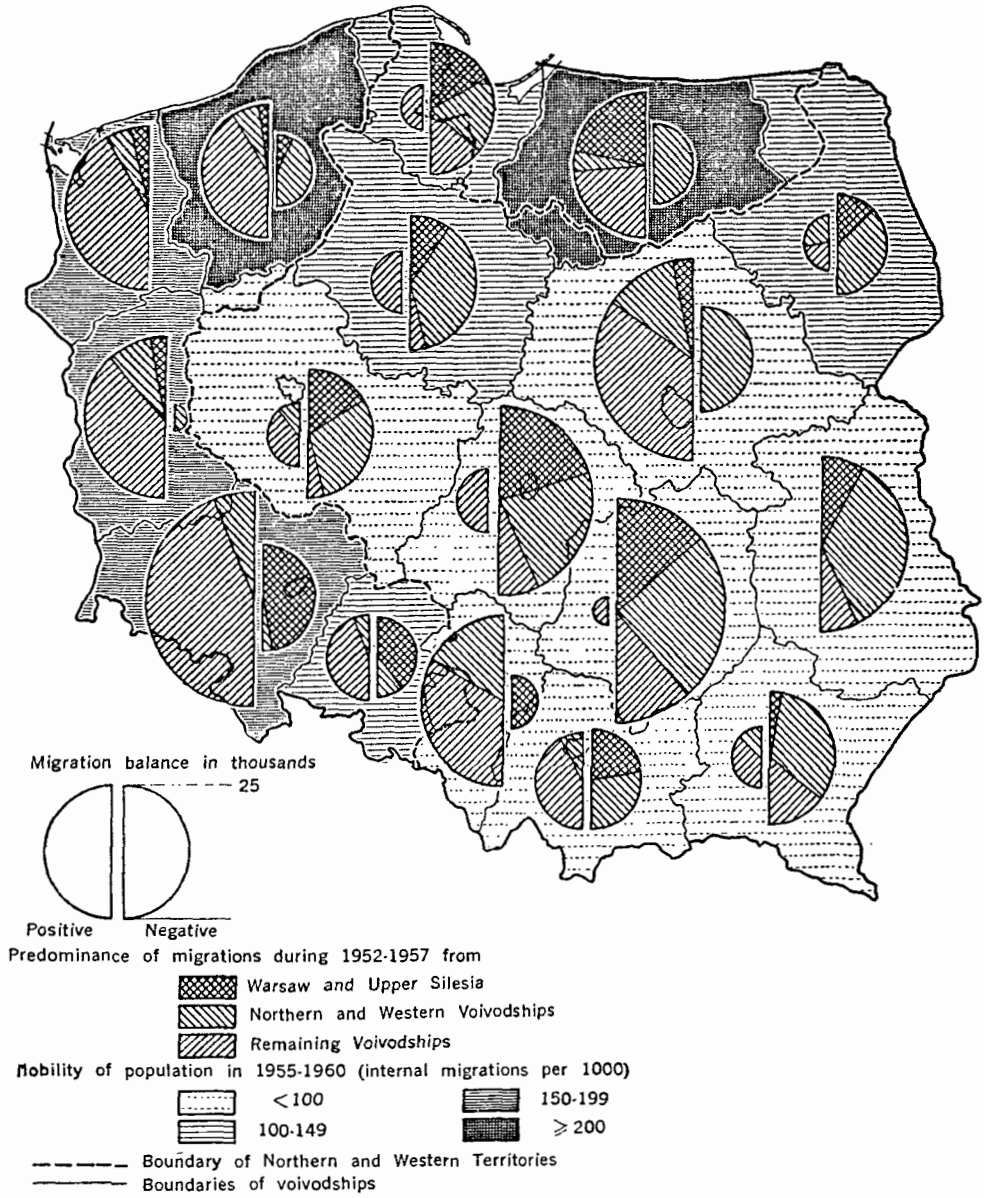 Migration balance in thousands
25
Positive Negative
Predominance of migrations during 1952-1957 from
Warsaw and Upper Silesia
Northern and Western Voivodships
Remaining Voivodships
Mobility of population in 1955-1960 (internal migrations per 1000)
<100 150-199
100-149 ⩾200
Boundary of Northern and Western Territories
Boundaries of voivodships